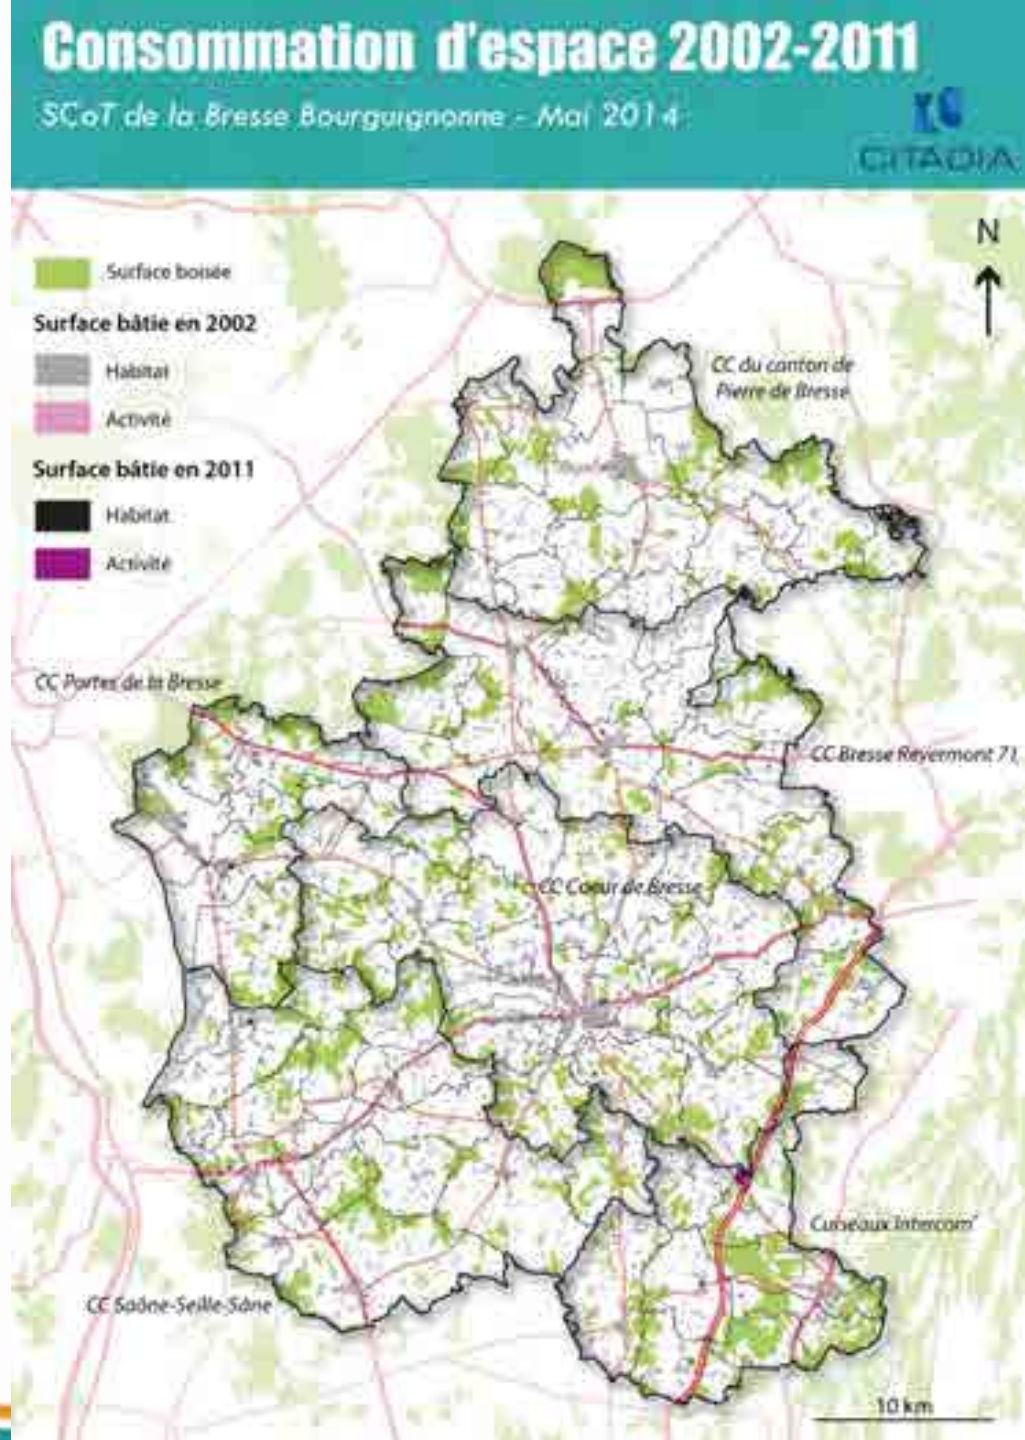 Consommation d'espace 2002-2011
SCoT de la Bresse Bourguignonne - Mai 2014
CITADIA
N
Surface boisée
Surface bâtie en 2002
Habitat
Activité
Surface bâtie en 2011
Habitat
Activité
CC du canton de
Pierre de Bresse
CC Portes de la Bresse
CC Bresse Revermont 71
CC Coeur de Bresse
Cuiseaux Intercom'
CC Saône-Seille-Sâne
10 km